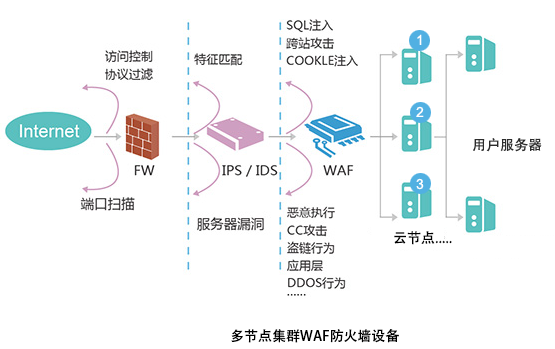 SQL注入
跨站攻击
COOKLE注入
访问控制
协议过滤
特征匹配
1
Internet
2
用户服务器
FW
IPS / IDS
WAF
3
端口扫描
服务器漏洞
恶意执行
CC攻击
盗链行为
应用层
DDOS行为
......
云节点.....
多节点集群WAF防火墙设备